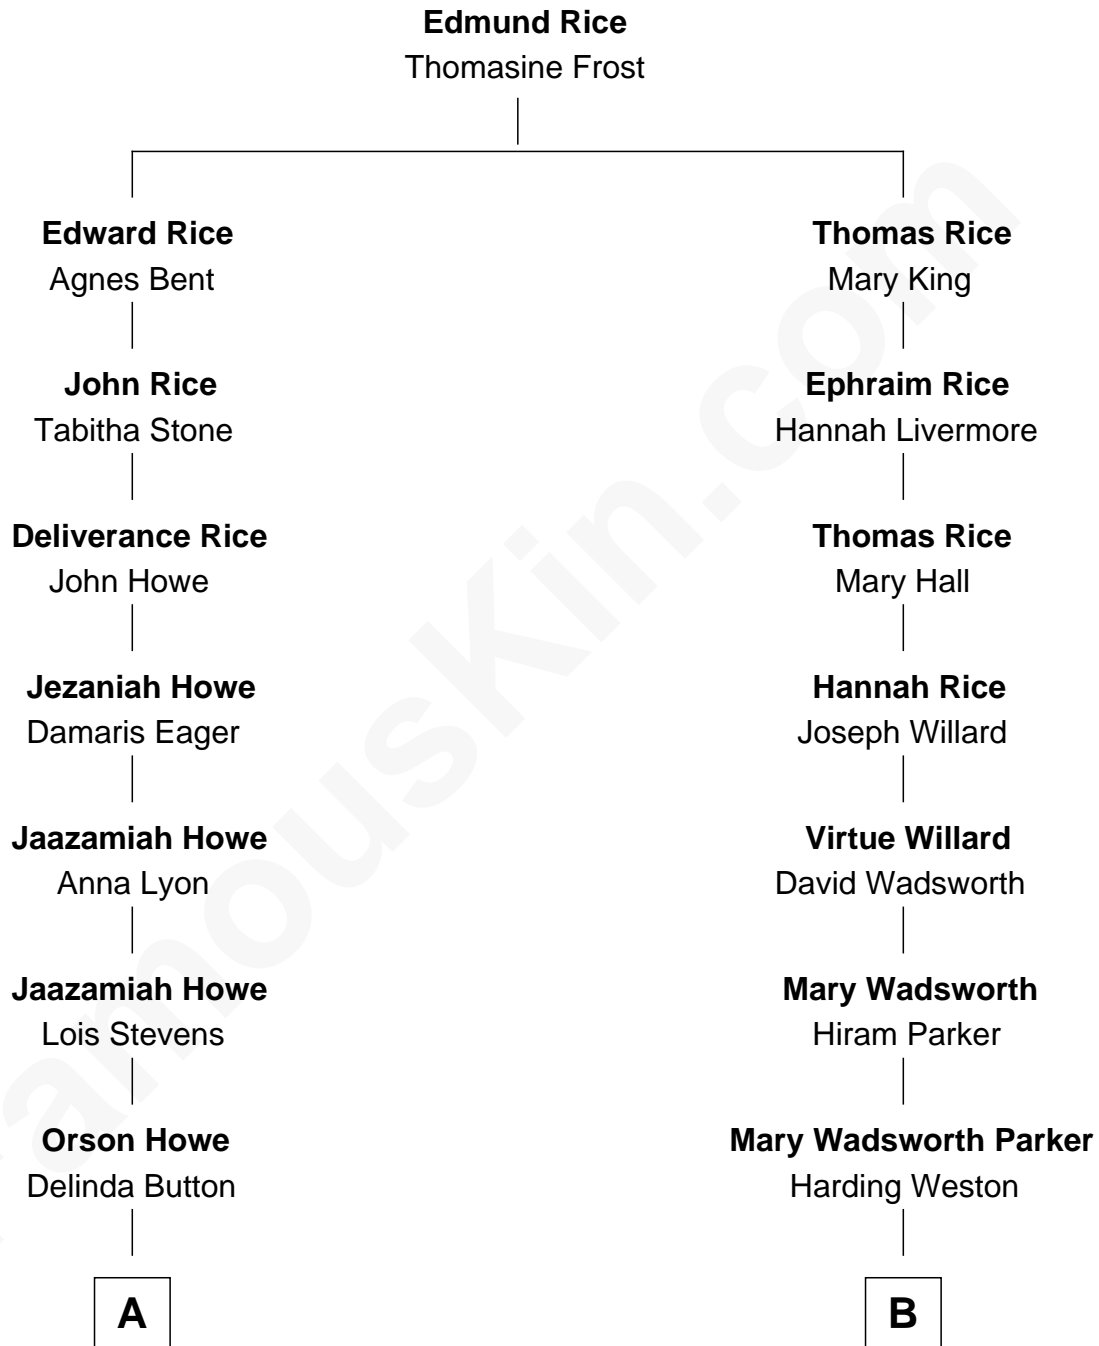 Edmund Rice
Thomasine Frost
Edward Rice
Agnes Bent
Thomas Rice
Mary King
John Rice
Tabitha Stone
Ephraim Rice
Hannah Livermore
Deliverance Rice
John Howe
Thomas Rice
Mary Hall
Jezaniah Howe
Damaris Eager
Hannah Rice
Joseph Willard
Jaazamiah Howe
Anna Lyon
Virtue Willard
David Wadsworth
Jaazamiah Howe
Lois Stevens
Mary Wadsworth
Hiram Parker
Orson Howe
Delinda Button
Mary Wadsworth Parker
Harding Weston
A
B
FamousKin.com